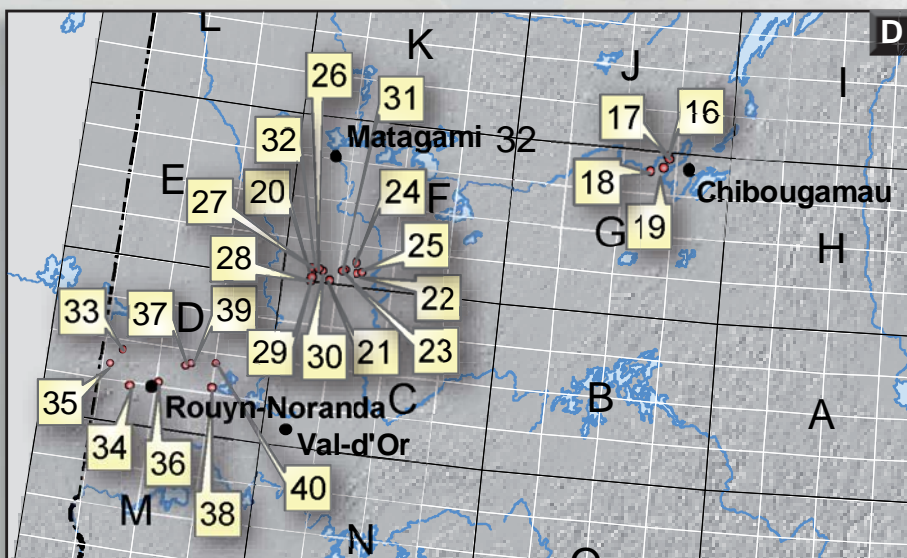 L
K
D
J
I
26
31
17
16
32
Matagami
32
18
Chibougamau
E
20
24
F
27
G
19
H
28
25
22
33
37
D
39
29
30
21
23
35
Rouyn-Noranda
C
B
A
34
Val-d'Or
36
40
M
38
N